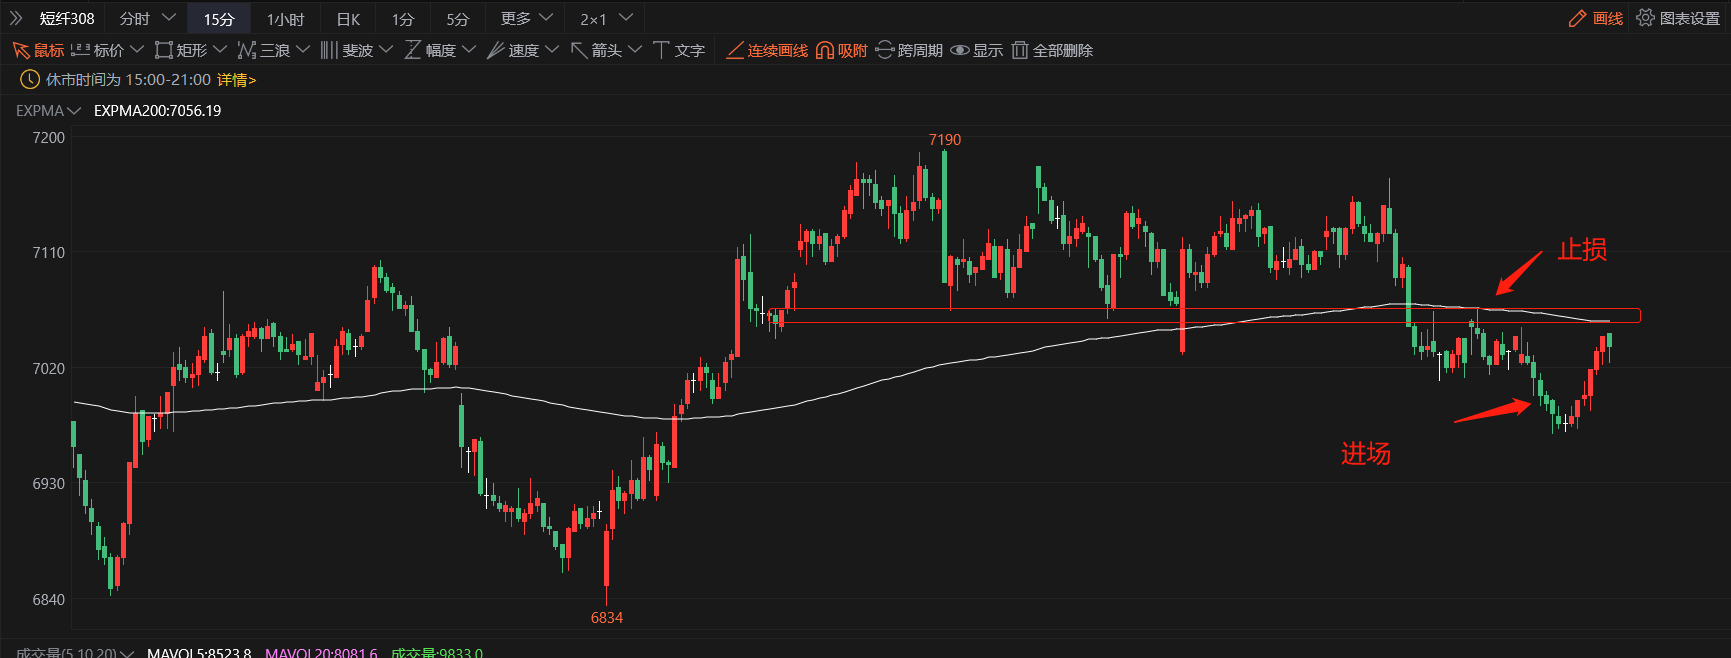 短纤308 分时 15分 1小时 日K 1分 5分 更多 2×1 画线 图表设置
鼠标 123 标价 矩形 三浪 斐波 幅度 速度 箭头 文字 连续画线 吸附 跨周期 显示 全部删除
休市时间为 15:00-21:00 详情>
EXPMA EXPMA200:7056.19
7200
7190
7110
止损
7020
进场
6930
6840
6834
成交量(5,10,20) MAVOL5:8523.8 MAVOL20:8081.6 成交量:9833.0